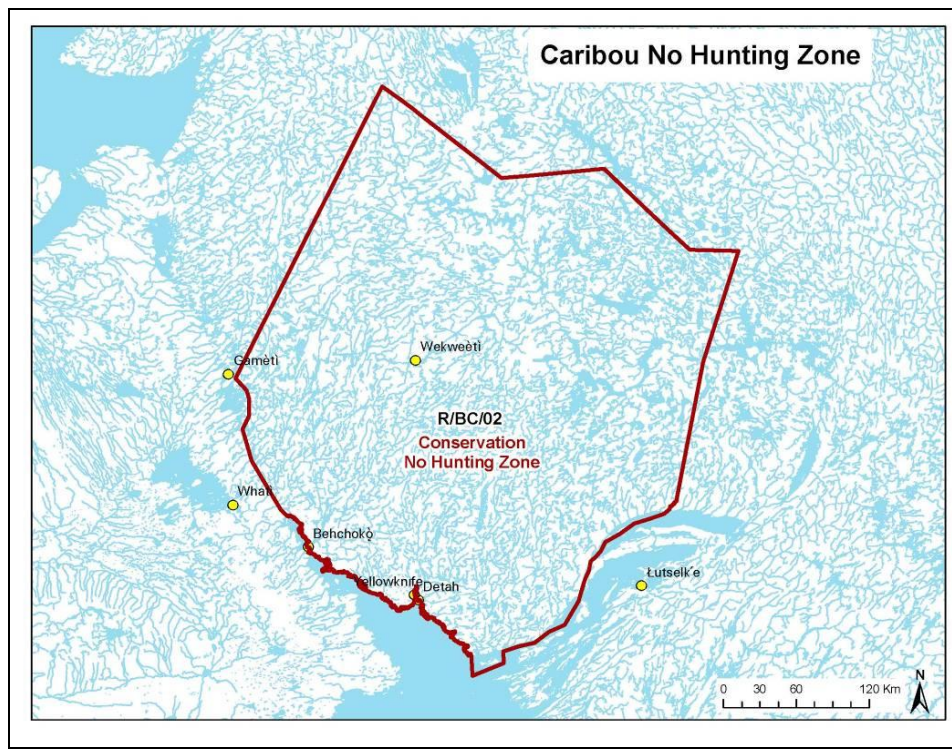 Caribou No Hunting Zone
Gamètì
Wekweètì
R/BC/02
Conservation
No Hunting Zone
Whatì
Behchokǫ̀
Yellowknife
Detah
Łutselk'e
N
0 30 60 120 Km